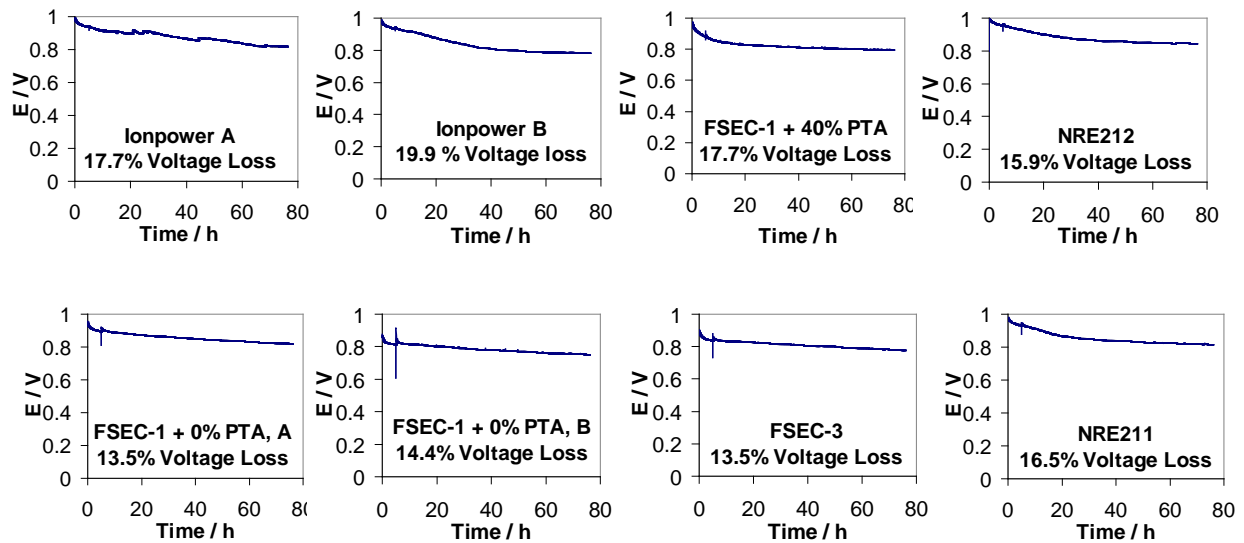 1
0.8
0.6
0.4
0.2
0
E / V
Ionpower A
17.7% Voltage Loss
0 20 40 60 80
Time / h
1
0.8
0.6
0.4
0.2
0
E / V
Ionpower B
19.9 % Voltage loss
0 20 40 60 80
Time / h
1
0.8
0.6
0.4
0.2
0
E / V
FSEC-1 + 40% PTA
17.7% Voltage Loss
0 20 40 60 80
Time / h
1
0.8
0.6
0.4
0.2
0
E / V
NRE212
15.9% Voltage Loss
0 20 40 60 80
Time / h
1
0.8
0.6
0.4
0.2
0
E / V
FSEC-1 + 0% PTA, A
13.5% Voltage Loss
0 20 40 60 80
Time / h
1
0.8
0.6
0.4
0.2
0
E / V
FSEC-1 + 0% PTA, B
14.4% Voltage Loss
0 20 40 60 80
Time / h
1
0.8
0.6
0.4
0.2
0
E / V
FSEC-3
13.5% Voltage Loss
0 20 40 60 80
Time / h
1
0.8
0.6
0.4
0.2
0
E / V
NRE211
16.5% Voltage Loss
0 20 40 60 80
Time / h